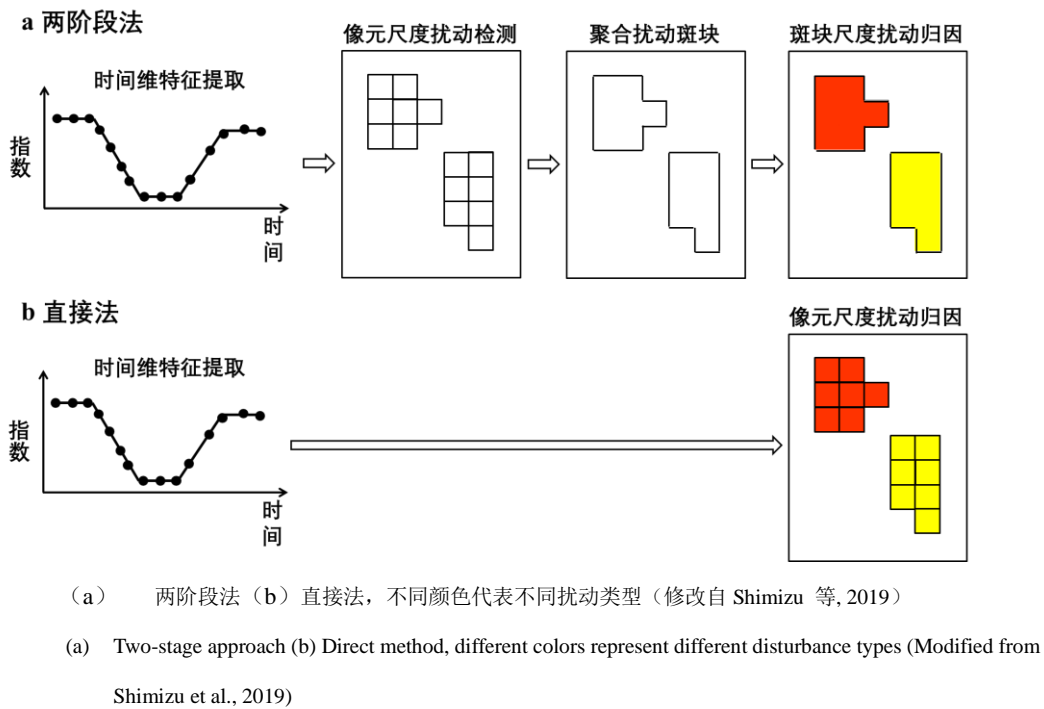 a 两阶段法
像元尺度扰动检测
聚合扰动斑块
斑块尺度扰动归因
时间维特征提取
指数
时间
b 直接法
像元尺度扰动归因
时间维特征提取
指数
时间
（a） 两阶段法（b）直接法，不同颜色代表不同扰动类型（修改自 Shimizu 等, 2019）
(a) Two-stage approach (b) Direct method, different colors represent different disturbance types (Modified from
Shimizu et al., 2019)